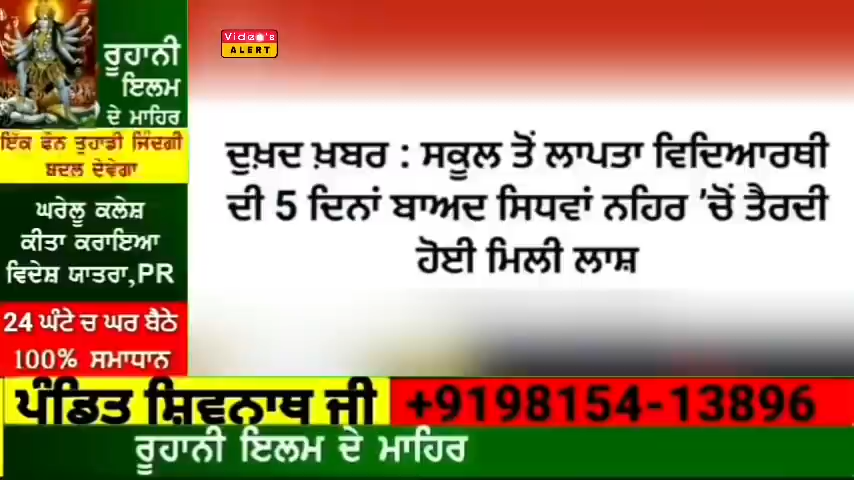 ਰੂਹਾਨੀ
ਇਲਮ
ਦੇ ਮਾਹਿਰ
ਇੱਕ ਫੋਨ ਤੁਹਾਡੀ ਜਿੰਦਗੀ
ਬਦਲ ਦੇਵੇਗਾ
ਘਰੇਲੂ ਕਲੇਸ਼
ਕੀਤਾ ਕਰਾਇਆ
ਵਿਦੇਸ਼ ਯਾਤਰਾ,PR
24 ਘੰਟੇ ਚ ਘਰ ਬੈਠੇ
100% ਸਮਾਧਾਨ
Video's
ALERT
ਦੁਖ਼ਦ ਖ਼ਬਰ : ਸਕੂਲ ਤੋਂ ਲਾਪਤਾ ਵਿਦਿਆਰਥੀ
ਦੀ 5 ਦਿਨਾਂ ਬਾਅਦ ਸਿਧਵਾਂ ਨਹਿਰ 'ਚੋਂ ਤੈਰਦੀ
ਹੋਈ ਮਿਲੀ ਲਾਸ਼
ਪੰਡਿਤ ਸ਼ਿਵਨਾਥ ਜੀ +9198154-13896
ਰੂਹਾਨੀ ਇਲਮ ਦੇ ਮਾਹਿਰ